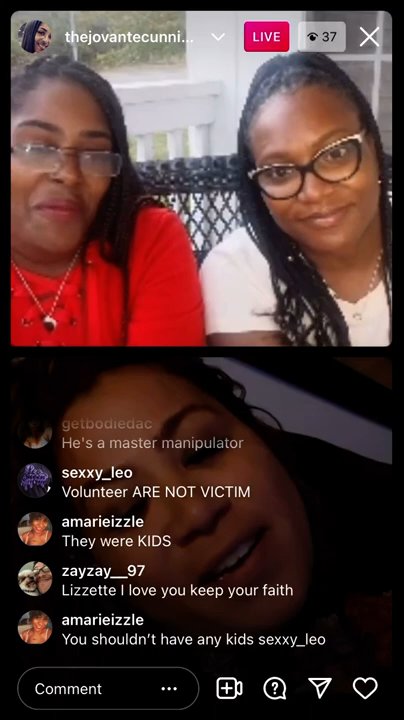 thejovantecunni...
LIVE
37
getbodiedac
He's a master manipulator
sexxy_leo
Volunteer ARE NOT VICTIM
amarieizzle
They were KIDS
zayzay__97
Lizzette I love you keep your faith
amarieizzle
You shouldn't have any kids sexxy_leo
Comment